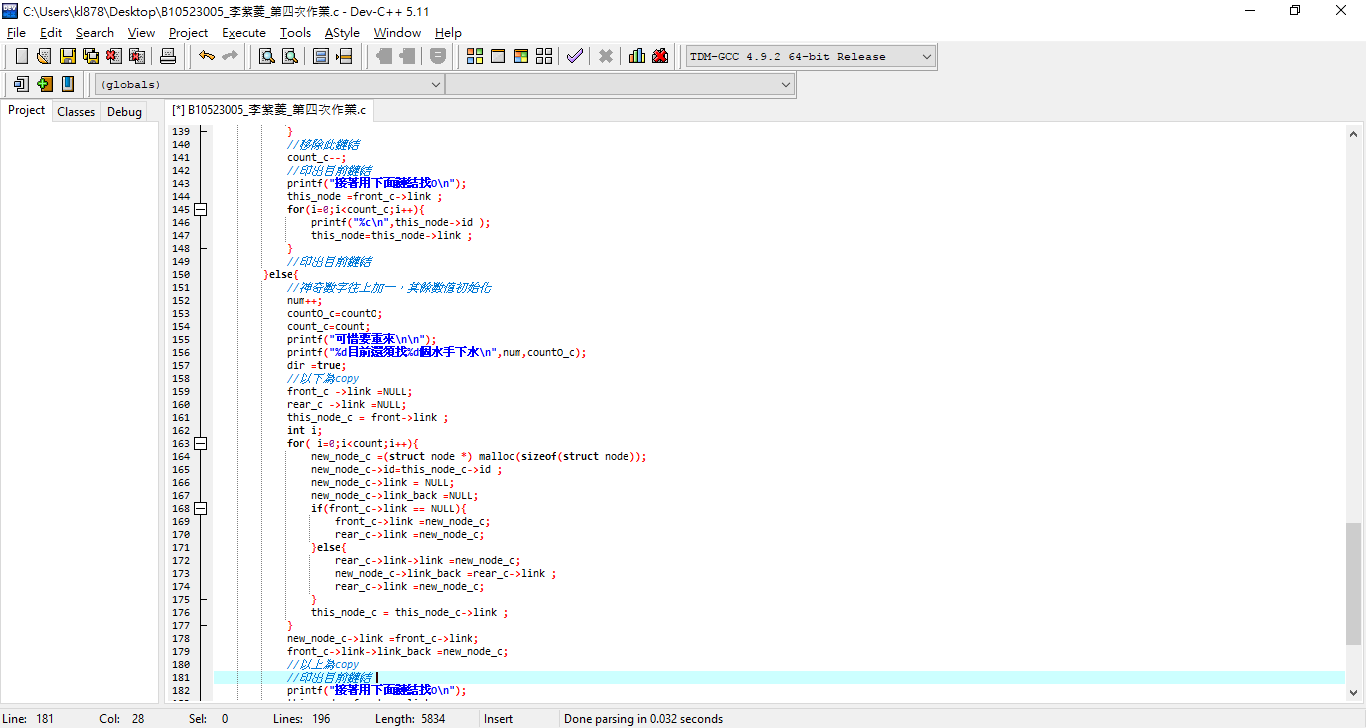 C:\Users\kl878\Desktop\B10523005_李紫菱_第四次作業.c - Dev-C++ 5.11
File Edit Search View Project Execute Tools AStyle Window Help
TDM-GCC 4.9.2 64-bit Release
(globals)
Project Classes Debug [*] B10523005_李紫菱_第四次作業.c
139 }
140 //移除此鏈結
141 count_c--;
142 //印出目前鏈結
143 printf("接著用下面鏈結找O\n");
144 this_node =front_c->link ;
145 for(i=0;i<count_c;i++){
146 printf("%c\n",this_node->id );
147 this_node=this_node->link ;
148 }
149 //印出目前鏈結
150 }else{
151 //神奇數字往上加一，其餘數值初始化
152 num++;
153 countO_c=countO;
154 count_c=count;
155 printf("可惜要重來\n\n");
156 printf("%d目前還須找%d個水手下水\n",num,countO_c);
157 dir =true;
158 //以下為copy
159 front_c ->link =NULL;
160 rear_c ->link =NULL;
161 this_node_c = front->link ;
162 int i;
163 for( i=0;i<count;i++){
164 new_node_c =(struct node *) malloc(sizeof(struct node));
165 new_node_c->id=this_node_c->id ;
166 new_node_c->link = NULL;
167 new_node_c->link_back =NULL;
168 if(front_c->link == NULL){
169 front_c->link =new_node_c;
170 rear_c->link =new_node_c;
171 }else{
172 rear_c->link->link =new_node_c;
173 new_node_c->link_back =rear_c->link ;
174 rear_c->link =new_node_c;
175 }
176 this_node_c = this_node_c->link ;
177 }
178 new_node_c->link =front_c->link;
179 front_c->link->link_back =new_node_c;
180 //以上為copy
181 //印出目前鏈結
182 printf("接著用下面鏈結找O\n");
Line: 181 Col: 28 Sel: 0 Lines: 196 Length: 5834 Insert Done parsing in 0.032 seconds